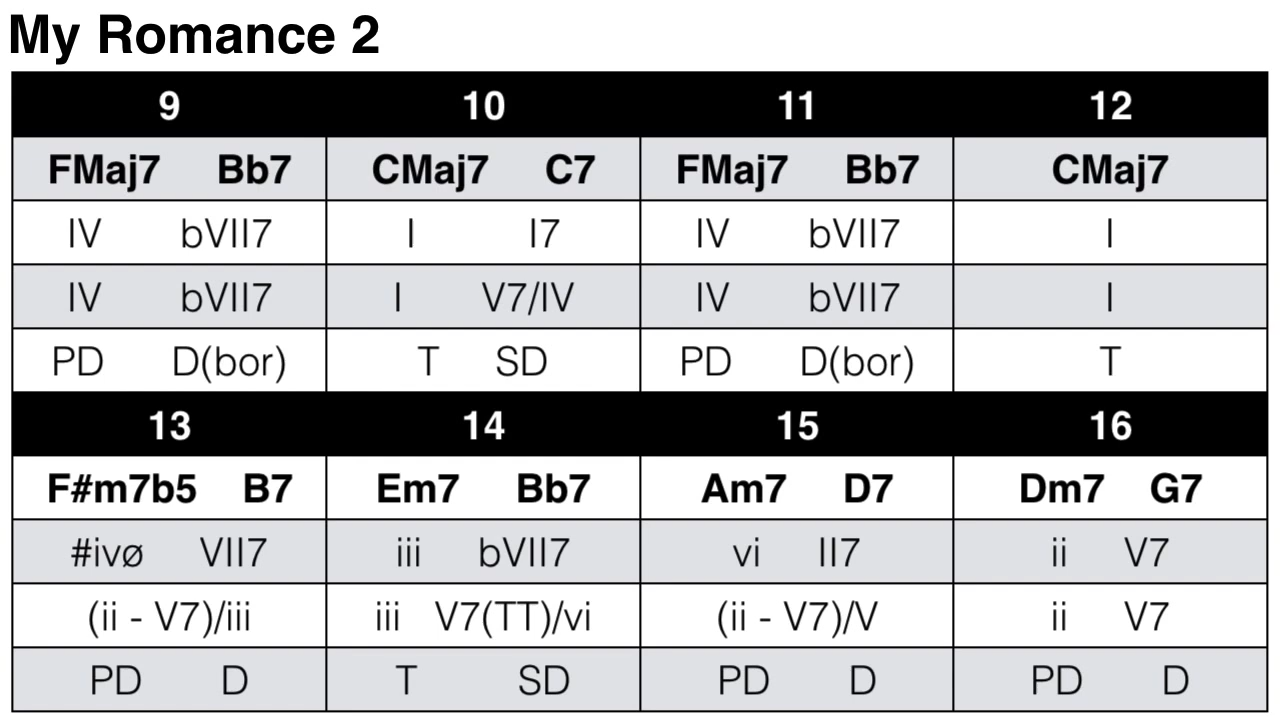 My Romance 2
9 10 11 12
FMaj7 Bb7 CMaj7 C7 FMaj7 Bb7 CMaj7
IV bVII7 I I7 IV bVII7 I
IV bVII7 I V7/IV IV bVII7 I
PD D(bor) T SD PD D(bor) T
13 14 15 16
F#m7b5 B7 Em7 Bb7 Am7 D7 Dm7 G7
#ivø VII7 iii bVII7 vi II7 ii V7
(ii - V7)/iii iii V7(TT)/vi (ii - V7)/V ii V7
PD D T SD PD D PD D